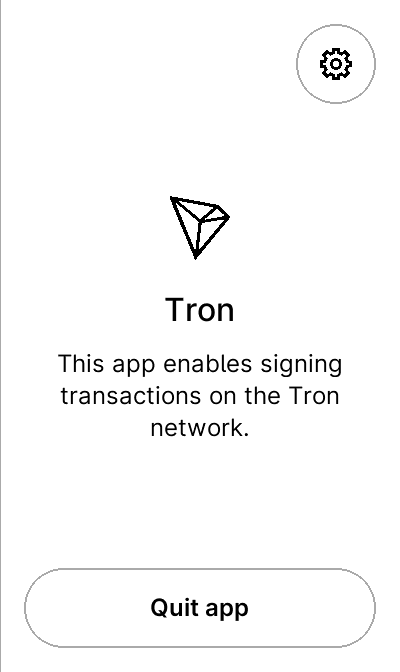 Tron
This app enables signing
transactions on the Tron
network.
Quit app